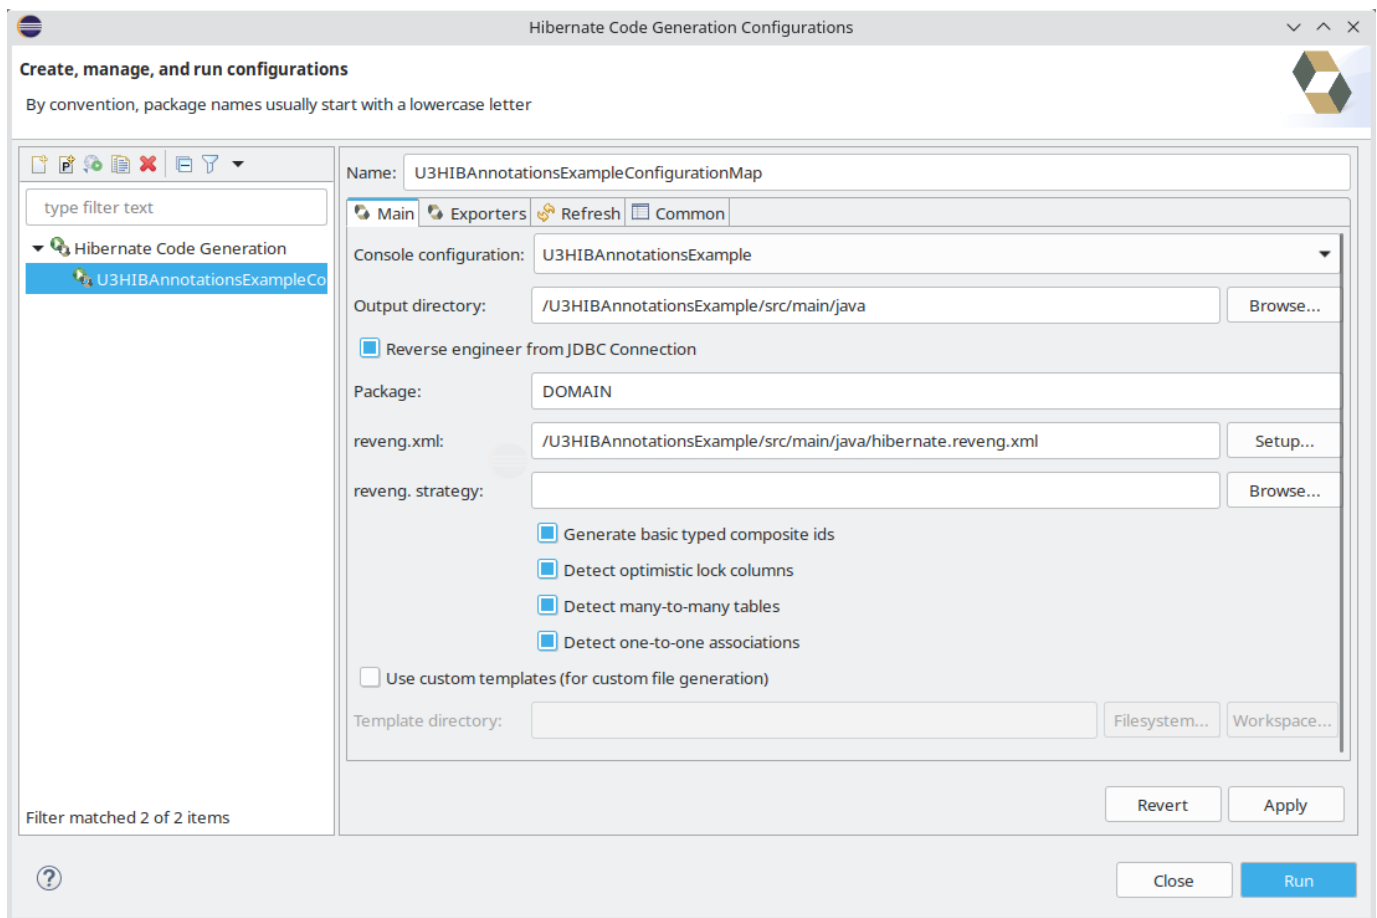 Hibernate Code Generation Configurations
Create, manage, and run configurations
By convention, package names usually start with a lowercase letter
type filter text
Hibernate Code Generation
U3HIBAnnotationsExampleCo
Filter matched 2 of 2 items
Name: U3HIBAnnotationsExampleConfigurationMap
Main Exporters Refresh Common
Console configuration: U3HIBAnnotationsExample
Output directory: /U3HIBAnnotationsExample/src/main/java Browse...
Reverse engineer from JDBC Connection
Package: DOMAIN
reveng.xml: /U3HIBAnnotationsExample/src/main/java/hibernate.reveng.xml Setup...
reveng. strategy: Browse...
Generate basic typed composite ids
Detect optimistic lock columns
Detect many-to-many tables
Detect one-to-one associations
Use custom templates (for custom file generation)
Template directory: Filesystem... Workspace...
Revert Apply
Close Run